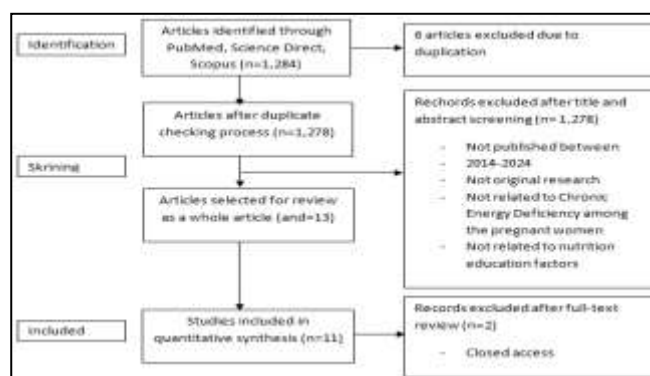 Identification
Articles identified through
PubMed, Science Direct,
Scopus (n=1,284)
6 articles excluded due to
duplication
Articles after duplicate
checking process (n=1,278)
Rechords excluded after title and
abstract screening (n= 1,278)
- Not published between
- 2014-2024
- Not original research
- Not related to Chronic
Energy Deficiency among
the pregnant women
- Not related to nutrition
education factors
Skrining
Articles selected for review
as a whole article (and=13)
Included
Studies included in
quantitative synthesis (n=11)
Records excluded after full-text
review (n=2)
- Closed access